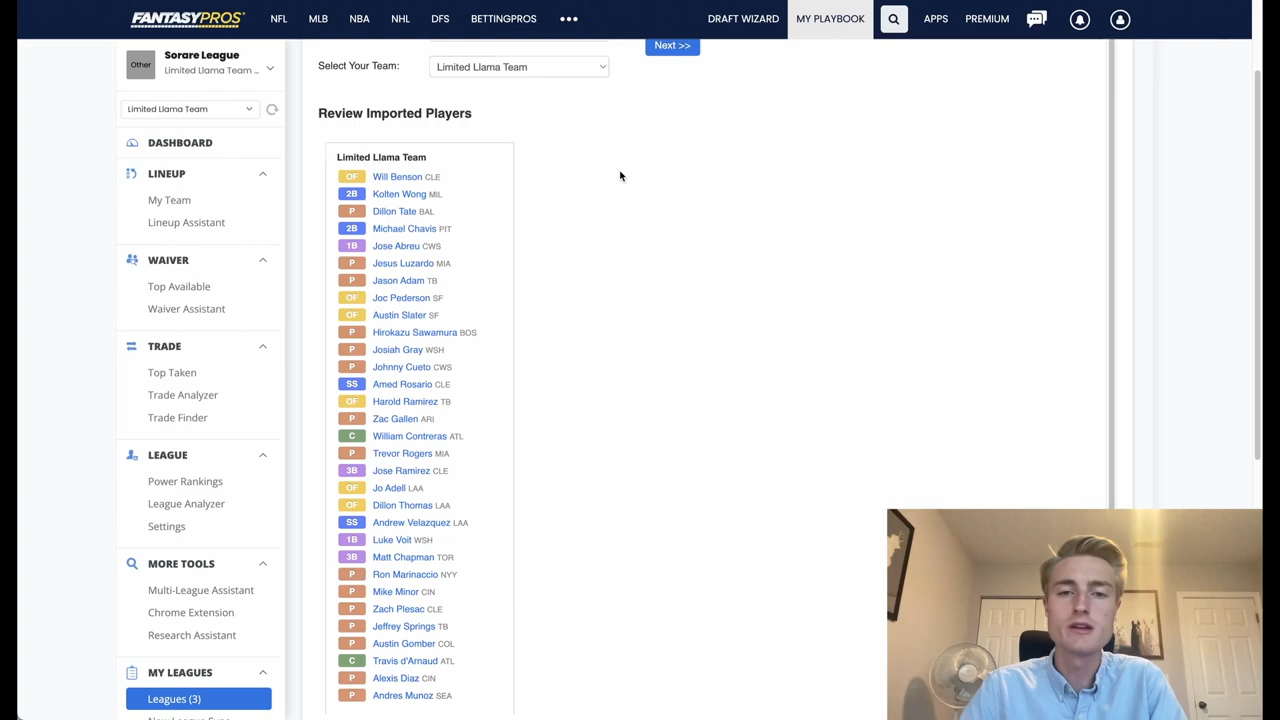 FANTASYPROS
NFL
MLB
NBA
NHL
DFS
BETTINGPROS
DRAFT WIZARD
MY PLAYBOOK
APPS
PREMIUM
Other
Sorare League
Limited Llama Team ...
Limited Llama Team
DASHBOARD
LINEUP
My Team
Lineup Assistant
WAIVER
Top Available
Waiver Assistant
TRADE
Top Taken
Trade Analyzer
Trade Finder
LEAGUE
Power Rankings
League Analyzer
Settings
MORE TOOLS
Multi-League Assistant
Chrome Extension
Research Assistant
MY LEAGUES
Leagues (3)
Next >>
Select Your Team: Limited Llama Team
Review Imported Players
Limited Llama Team
OF Will Benson CLE
2B Kolten Wong MIL
P Dillon Tate BAL
2B Michael Chavis PIT
1B Jose Abreu CWS
P Jesus Luzardo MIA
P Jason Adam TB
OF Joc Pederson SF
OF Austin Slater SF
P Hirokazu Sawamura BOS
P Josiah Gray WSH
P Johnny Cueto CWS
SS Amed Rosario CLE
OF Harold Ramirez TB
P Zac Gallen ARI
C William Contreras ATL
P Trevor Rogers MIA
3B Jose Ramirez CLE
OF Jo Adell LAA
OF Dillon Thomas LAA
SS Andrew Velazquez LAA
1B Luke Voit WSH
3B Matt Chapman TOR
P Ron Marinaccio NYY
P Mike Minor CIN
P Zach Plesac CLE
P Jeffrey Springs TB
P Austin Gomber COL
C Travis d'Arnaud ATL
P Alexis Diaz CIN
P Andres Munoz SEA